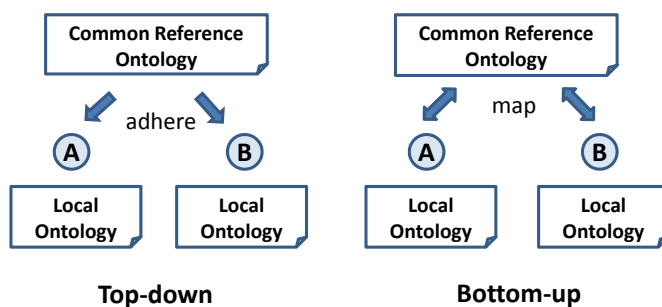 Common Reference
Ontology
adhere
A
B
Local
Ontology
Local
Ontology
Top-down
Common Reference
Ontology
map
A
B
Local
Ontology
Local
Ontology
Bottom-up